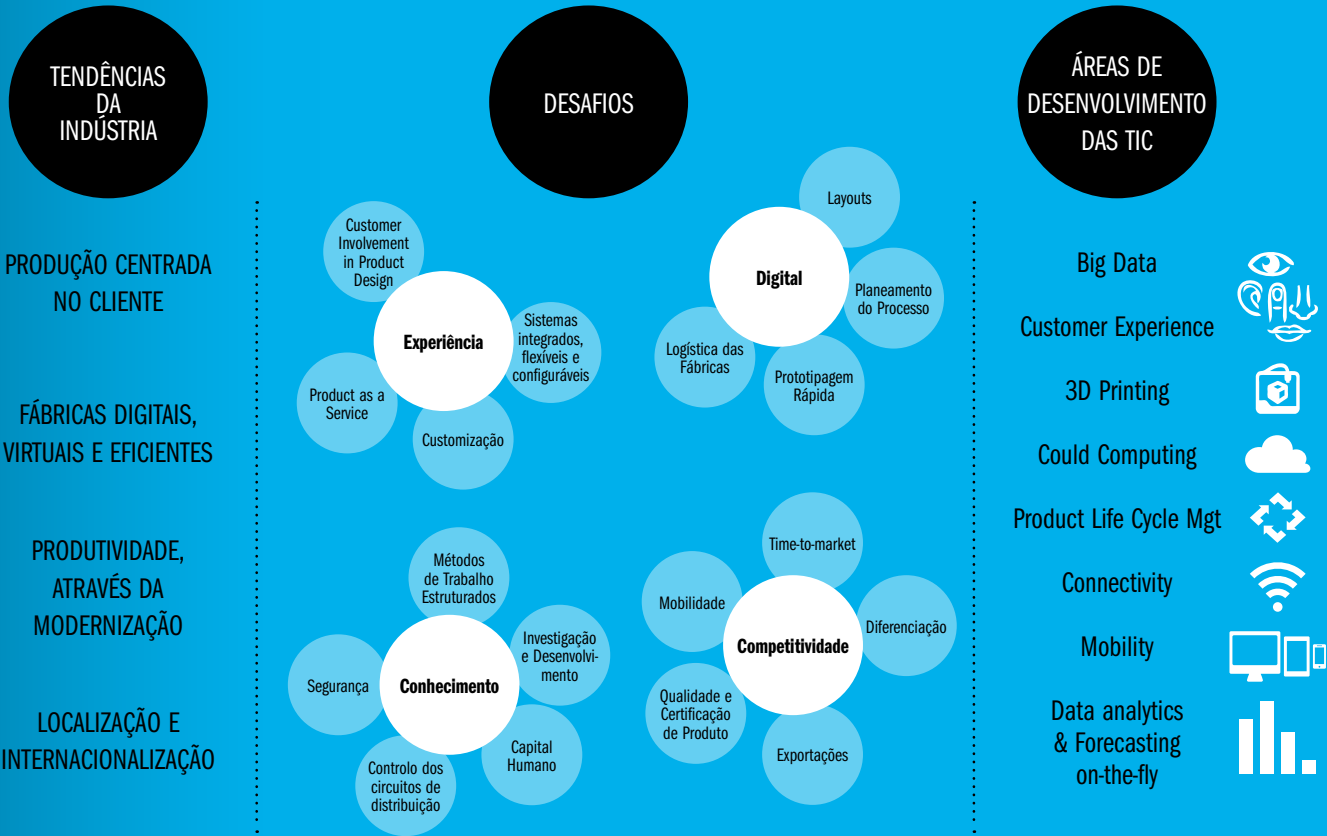 TENDÊNCIAS
DA
INDÚSTRIA
PRODUÇÃO CENTRADA
NO CLIENTE
FÁBRICAS DIGITAIS,
VIRTUAIS E EFICIENTES
PRODUTIVIDADE,
ATRAVÉS DA
MODERNIZAÇÃO
LOCALIZAÇÃO E
INTERNACIONALIZAÇÃO
DESAFIOS
Customer
Involvement
in Product
Design
Experiência
Sistemas
integrados,
flexíveis e
configuráveis
Product as a
Service
Customização
Layouts
Digital
Planeamento
do Processo
Logística das
Fábricas
Prototipagem
Rápida
Métodos
de Trabalho
Estruturados
Investigação
e Desenvolvi-
mento
Segurança
Conhecimento
Capital
Humano
Controlo dos
circuitos de
distribuição
Time-to-market
Mobilidade
Diferenciação
Competitividade
Qualidade e
Certificação
de Produto
Exportações
ÁREAS DE
DESENVOLVIMENTO
DAS TIC
Big Data
Customer Experience
3D Printing
Could Computing
Product Life Cycle Mgt
Connectivity
Mobility
Data analytics
& Forecasting
on-the-fly